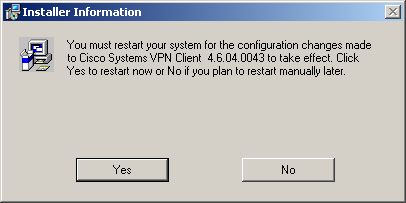 Installer Information
You must restart your system for the configuration changes made
to Cisco Systems VPN Client  4.6.04.0043 to take effect. Click
Yes to restart now or No if you plan to restart manually later.
Yes
No